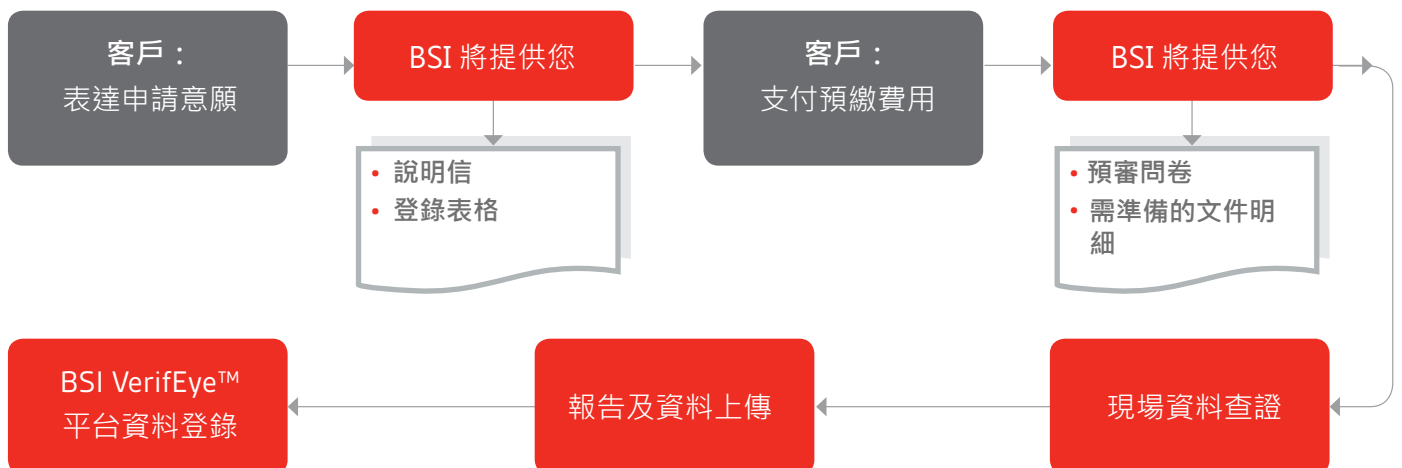 客戶：
表達申請意願
BSI 將提供您
• 說明信
• 登錄表格
客戶：
支付預繳費用
BSI 將提供您
• 預審問卷
• 需準備的文件明
細
現場資料查證
報告及資料上傳
BSI VerifEye™
平台資料登錄